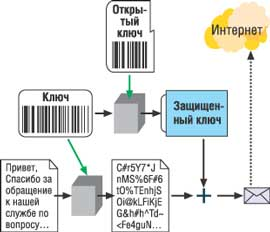 Откры-
тый
ключ
Интернет
Ключ
Защищен-
ный ключ
Привет,
Спасибо за
обращение
к нашей
службе по
вопросу...
C#r5Y7*J
nMS%6F#6
tO%TEnhjS
Oi@kLFiKjE
G&h#h^Td~
<Fe4guN...
+